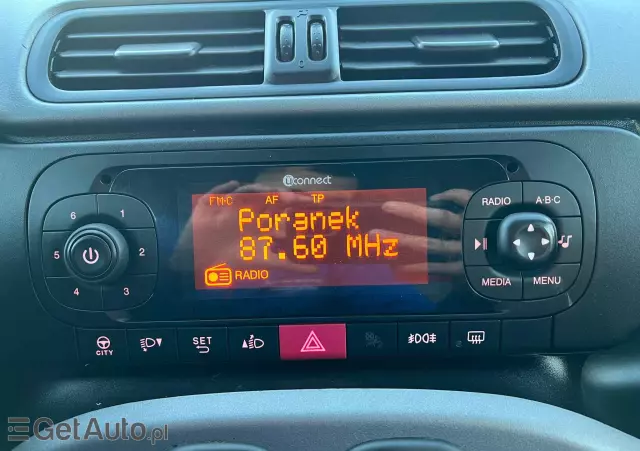 Uconnect
FM-C AF TP
Poranek
87.60 MHz
RADIO
6 1
5 2
4 3
RADIO A·B·C
MEDIA MENU
CITY
SET
GetAuto.pl